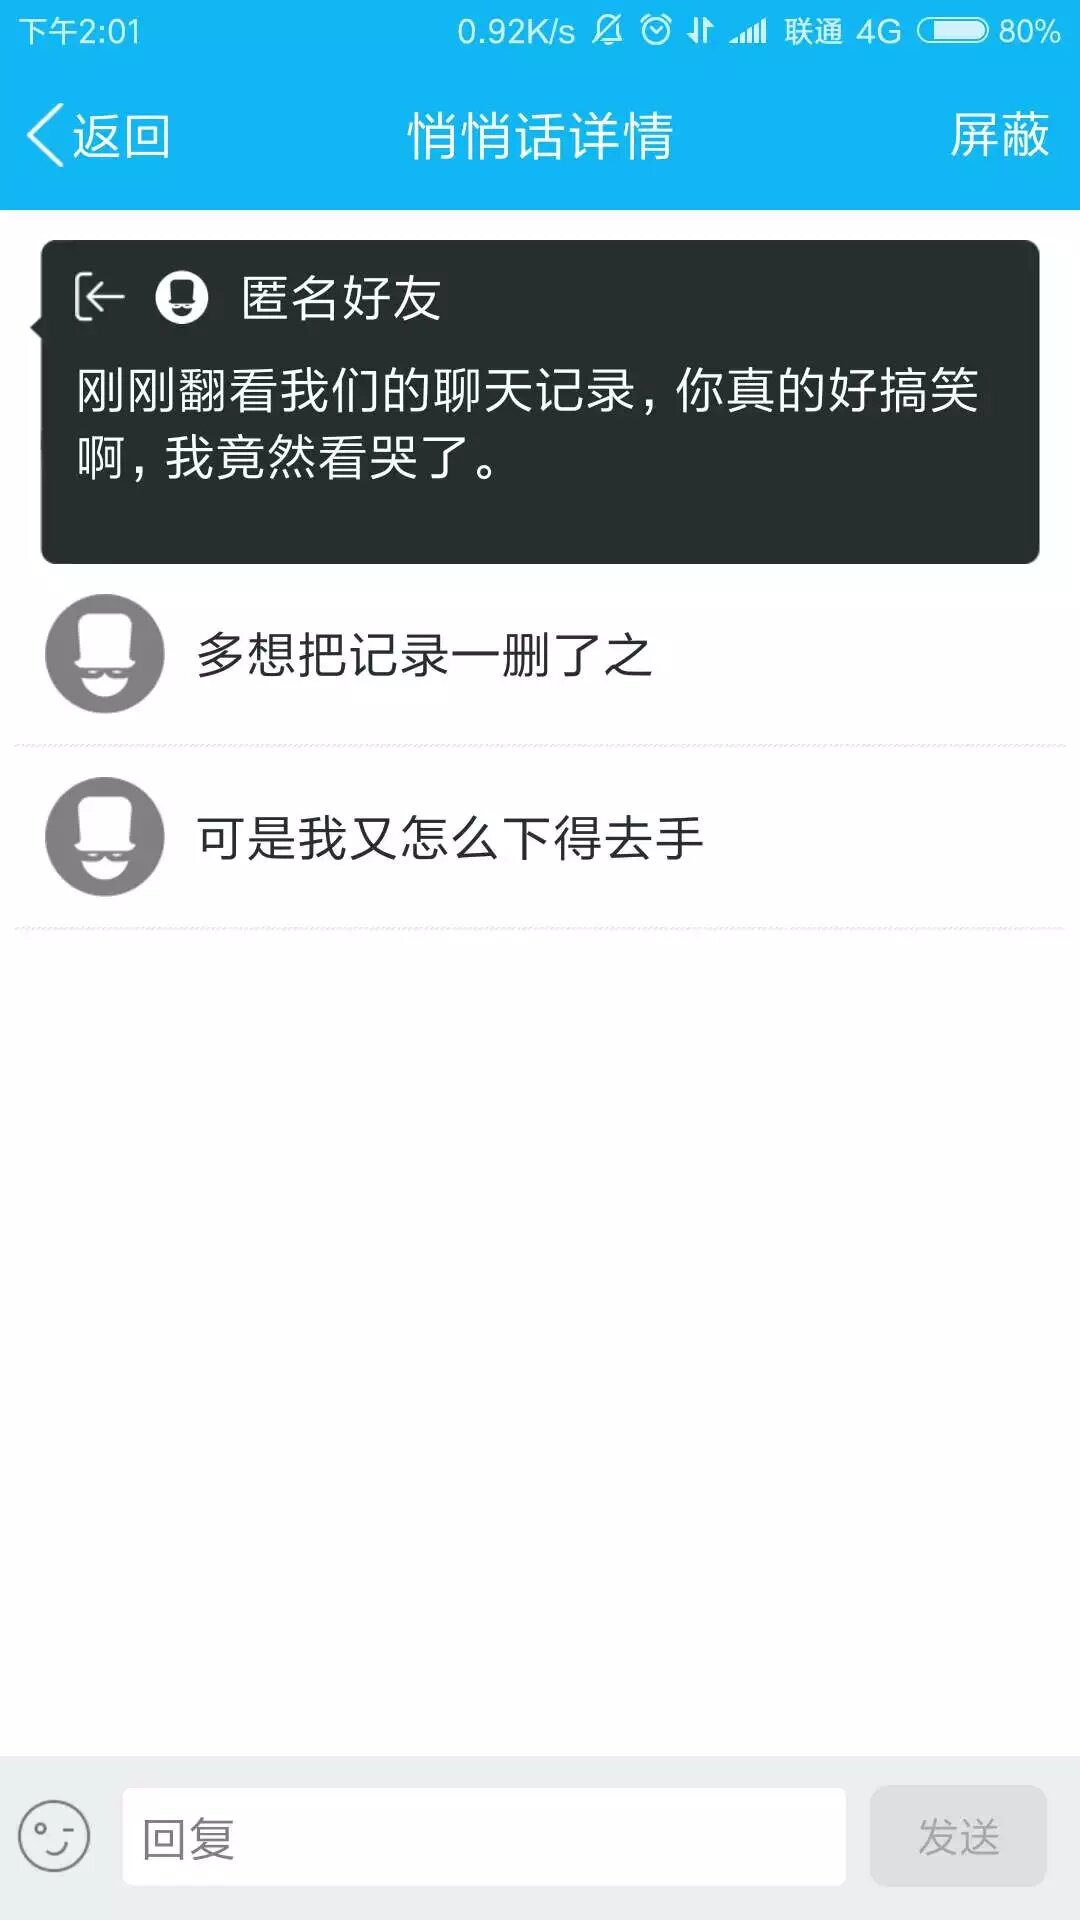 下午2:01 0.92K/s 联通 4G 80%
返回 悄悄话详情 屏蔽
匿名好友
刚刚翻看我们的聊天记录，你真的好搞笑
啊，我竟然看哭了。
多想把记录一删了之
可是我又怎么下得去手
回复 发送